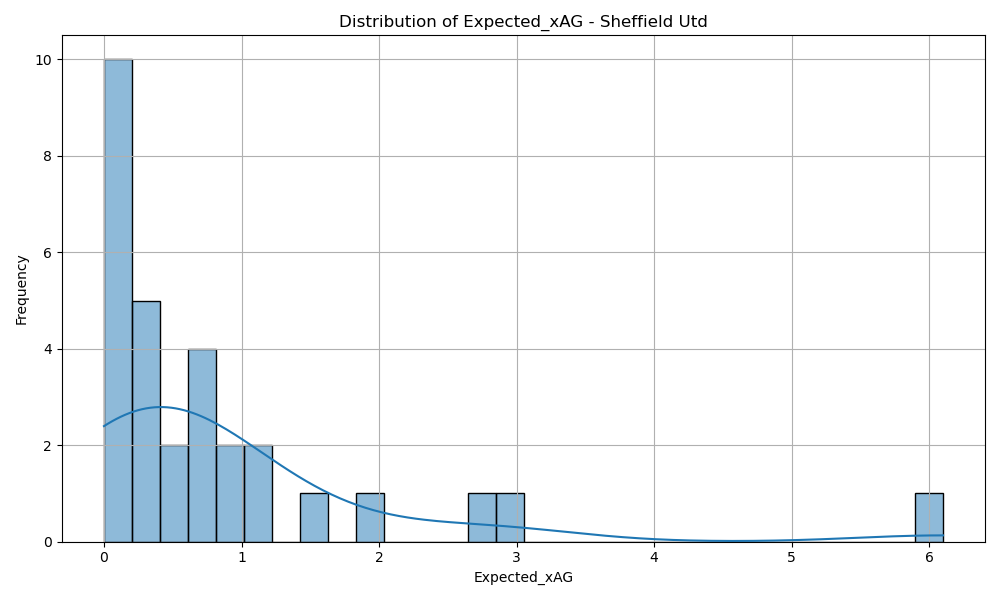 Distribution of Expected_xAG - Sheffield Utd
10
8
6
4
2
0
Frequency
0 1 2 3 4 5 6
Expected_xAG